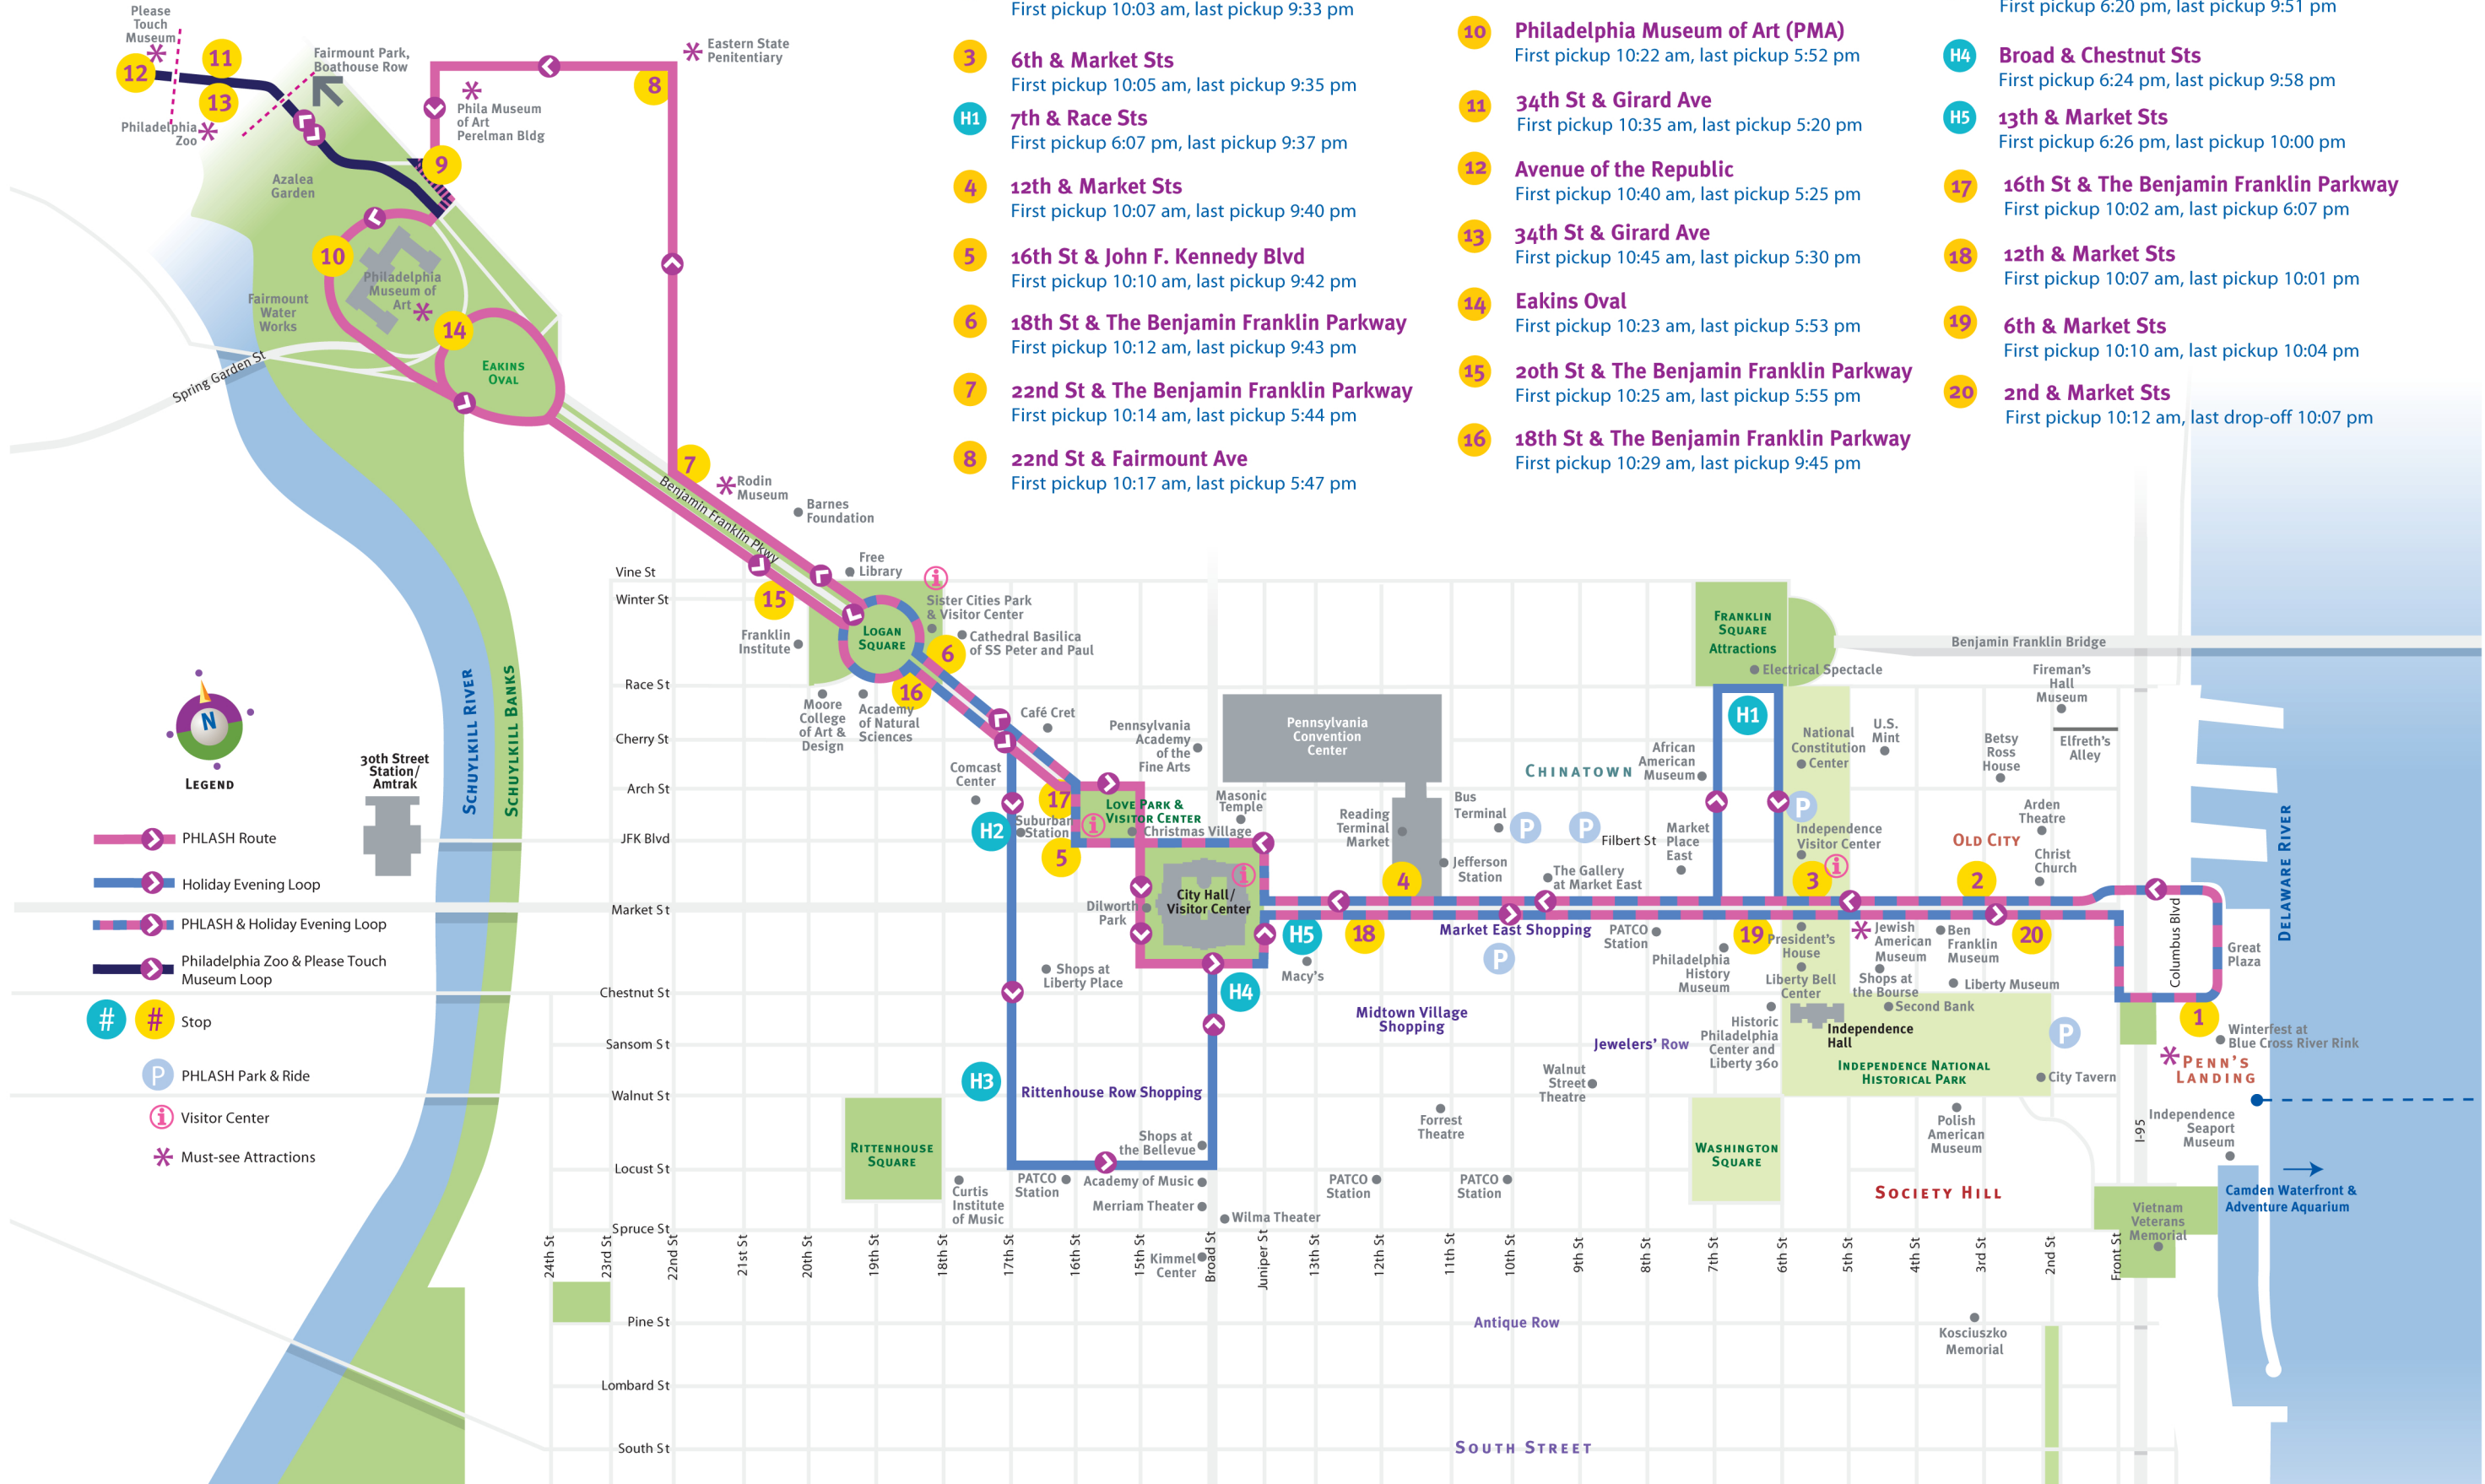 First pickup 10:03 am, last pickup 9:33 pm
3
6th & Market Sts
First pickup 10:05 am, last pickup 9:35 pm
H1
7th & Race Sts
First pickup 6:07 pm, last pickup 9:37 pm
4
12th & Market Sts
First pickup 10:07 am, last pickup 9:40 pm
5
16th St & John F. Kennedy Blvd
First pickup 10:10 am, last pickup 9:42 pm
6
18th St & The Benjamin Franklin Parkway
First pickup 10:12 am, last pickup 9:43 pm
7
22nd St & The Benjamin Franklin Parkway
First pickup 10:14 am, last pickup 5:44 pm
8
22nd St & Fairmount Ave
First pickup 10:17 am, last pickup 5:47 pm
10
Philadelphia Museum of Art (PMA)
First pickup 10:22 am, last pickup 5:52 pm
11
34th St & Girard Ave
First pickup 10:35 am, last pickup 5:20 pm
12
Avenue of the Republic
First pickup 10:40 am, last pickup 5:25 pm
13
34th St & Girard Ave
First pickup 10:45 am, last pickup 5:30 pm
14
Eakins Oval
First pickup 10:23 am, last pickup 5:53 pm
15
20th St & The Benjamin Franklin Parkway
First pickup 10:25 am, last pickup 5:55 pm
16
18th St & The Benjamin Franklin Parkway
First pickup 10:29 am, last pickup 9:45 pm
First pickup 6:20 pm, last pickup 9:51 pm
H4
Broad & Chestnut Sts
First pickup 6:24 pm, last pickup 9:58 pm
H5
13th & Market Sts
First pickup 6:26 pm, last pickup 10:00 pm
17
16th St & The Benjamin Franklin Parkway
First pickup 10:02 am, last pickup 6:07 pm
18
12th & Market Sts
First pickup 10:07 am, last pickup 10:01 pm
19
6th & Market Sts
First pickup 10:10 am, last pickup 10:04 pm
20
2nd & Market Sts
First pickup 10:12 am, last drop-off 10:07 pm
Please
Touch
Museum
12
11
13
Philadelphia
Zoo
Fairmount Park,
Boathouse Row
Phila Museum
of Art
Perelman Bldg
Eastern State
Penitentiary
8
9
Azalea
Garden
10
Philadelphia
Museum of
Art
Fairmount
Water
Works
14
EAKINS
OVAL
Spring Garden St
7
Rodin
Museum
Barnes
Foundation
Benjamin Franklin Pkwy
Free
Library
15
Franklin
Institute
LOGAN
SQUARE
Sister Cities Park
& Visitor Center
6
Cathedral Basilica
of SS Peter and Paul
16
Moore
College
of Art &
Design
Academy
of Natural
Sciences
Café Cret
Comcast
Center
Pennsylvania
Academy
of the
Fine Arts
Pennsylvania
Convention
Center
17
LOVE PARK &
VISITOR CENTER
Christmas Village
Masonic
Temple
H2
Suburban
Station
5
City Hall/
Visitor Center
Dilworth
Park
Shops at
Liberty Place
Reading
Terminal
Market
4
Bus
Terminal
P
P
Jefferson
Station
The Gallery
at Market East
Filbert St
Market
Place
East
CHINATOWN
African
American
Museum
H1
FRANKLIN
SQUARE
Attractions
Electrical Spectacle
National
Constitution
Center
U.S.
Mint
P
Independence
Visitor Center
3
OLD CITY
2
Benjamin Franklin Bridge
Fireman's
Hall
Museum
Betsy
Ross
House
Elfreth's
Alley
Arden
Theatre
Christ
Church
Columbus Blvd
Great
Plaza
DELAWARE RIVER
H5
18
Macy's
H4
Market East Shopping
P
PATCO
Station
19
President's
House
Philadelphia
History
Museum
Liberty Bell
Center
Jewish
American
Museum
Ben
Franklin
Museum
20
Shops at
the Bourse
Liberty Museum
Second Bank
Historic
Philadelphia
Center and
Liberty 360
Independence
Hall
INDEPENDENCE NATIONAL
HISTORICAL PARK
P
City Tavern
1
Winterfest at
Blue Cross River Rink
PENN'S
LANDING
Independence
Seaport
Museum
Camden Waterfront &
Adventure Aquarium
I-95
Vietnam
Veterans
Memorial
Midtown Village
Shopping
Jewelers' Row
Walnut
Street
Theatre
Forrest
Theatre
WASHINGTON
SQUARE
Polish
American
Museum
SOCIETY HILL
H3
Rittenhouse Row Shopping
RITTENHOUSE
SQUARE
Shops at
the Bellevue
Curtis
Institute
of Music
PATCO
Station
Academy of Music
Merriam Theater
Wilma Theater
Kimmel
Center
PATCO
Station
PATCO
Station
Antique Row
Kosciuszko
Memorial
SOUTH STREET
SCHUYLKILL RIVER
SCHUYLKILL BANKS
30th Street
Station/
Amtrak
N
LEGEND
PHLASH Route
Holiday Evening Loop
PHLASH & Holiday Evening Loop
Philadelphia Zoo & Please Touch
Museum Loop
# # Stop
P PHLASH Park & Ride
i Visitor Center
Must-see Attractions
Vine St
Winter St
Race St
Cherry St
Arch St
JFK Blvd
Market St
Chestnut St
Sansom St
Walnut St
Locust St
Spruce St
Pine St
Lombard St
South St
24th St
23rd St
22nd St
21st St
20th St
19th St
18th St
17th St
16th St
15th St
Broad St
Juniper St
13th St
12th St
11th St
10th St
9th St
8th St
7th St
6th St
5th St
4th St
3rd St
2nd St
Front St